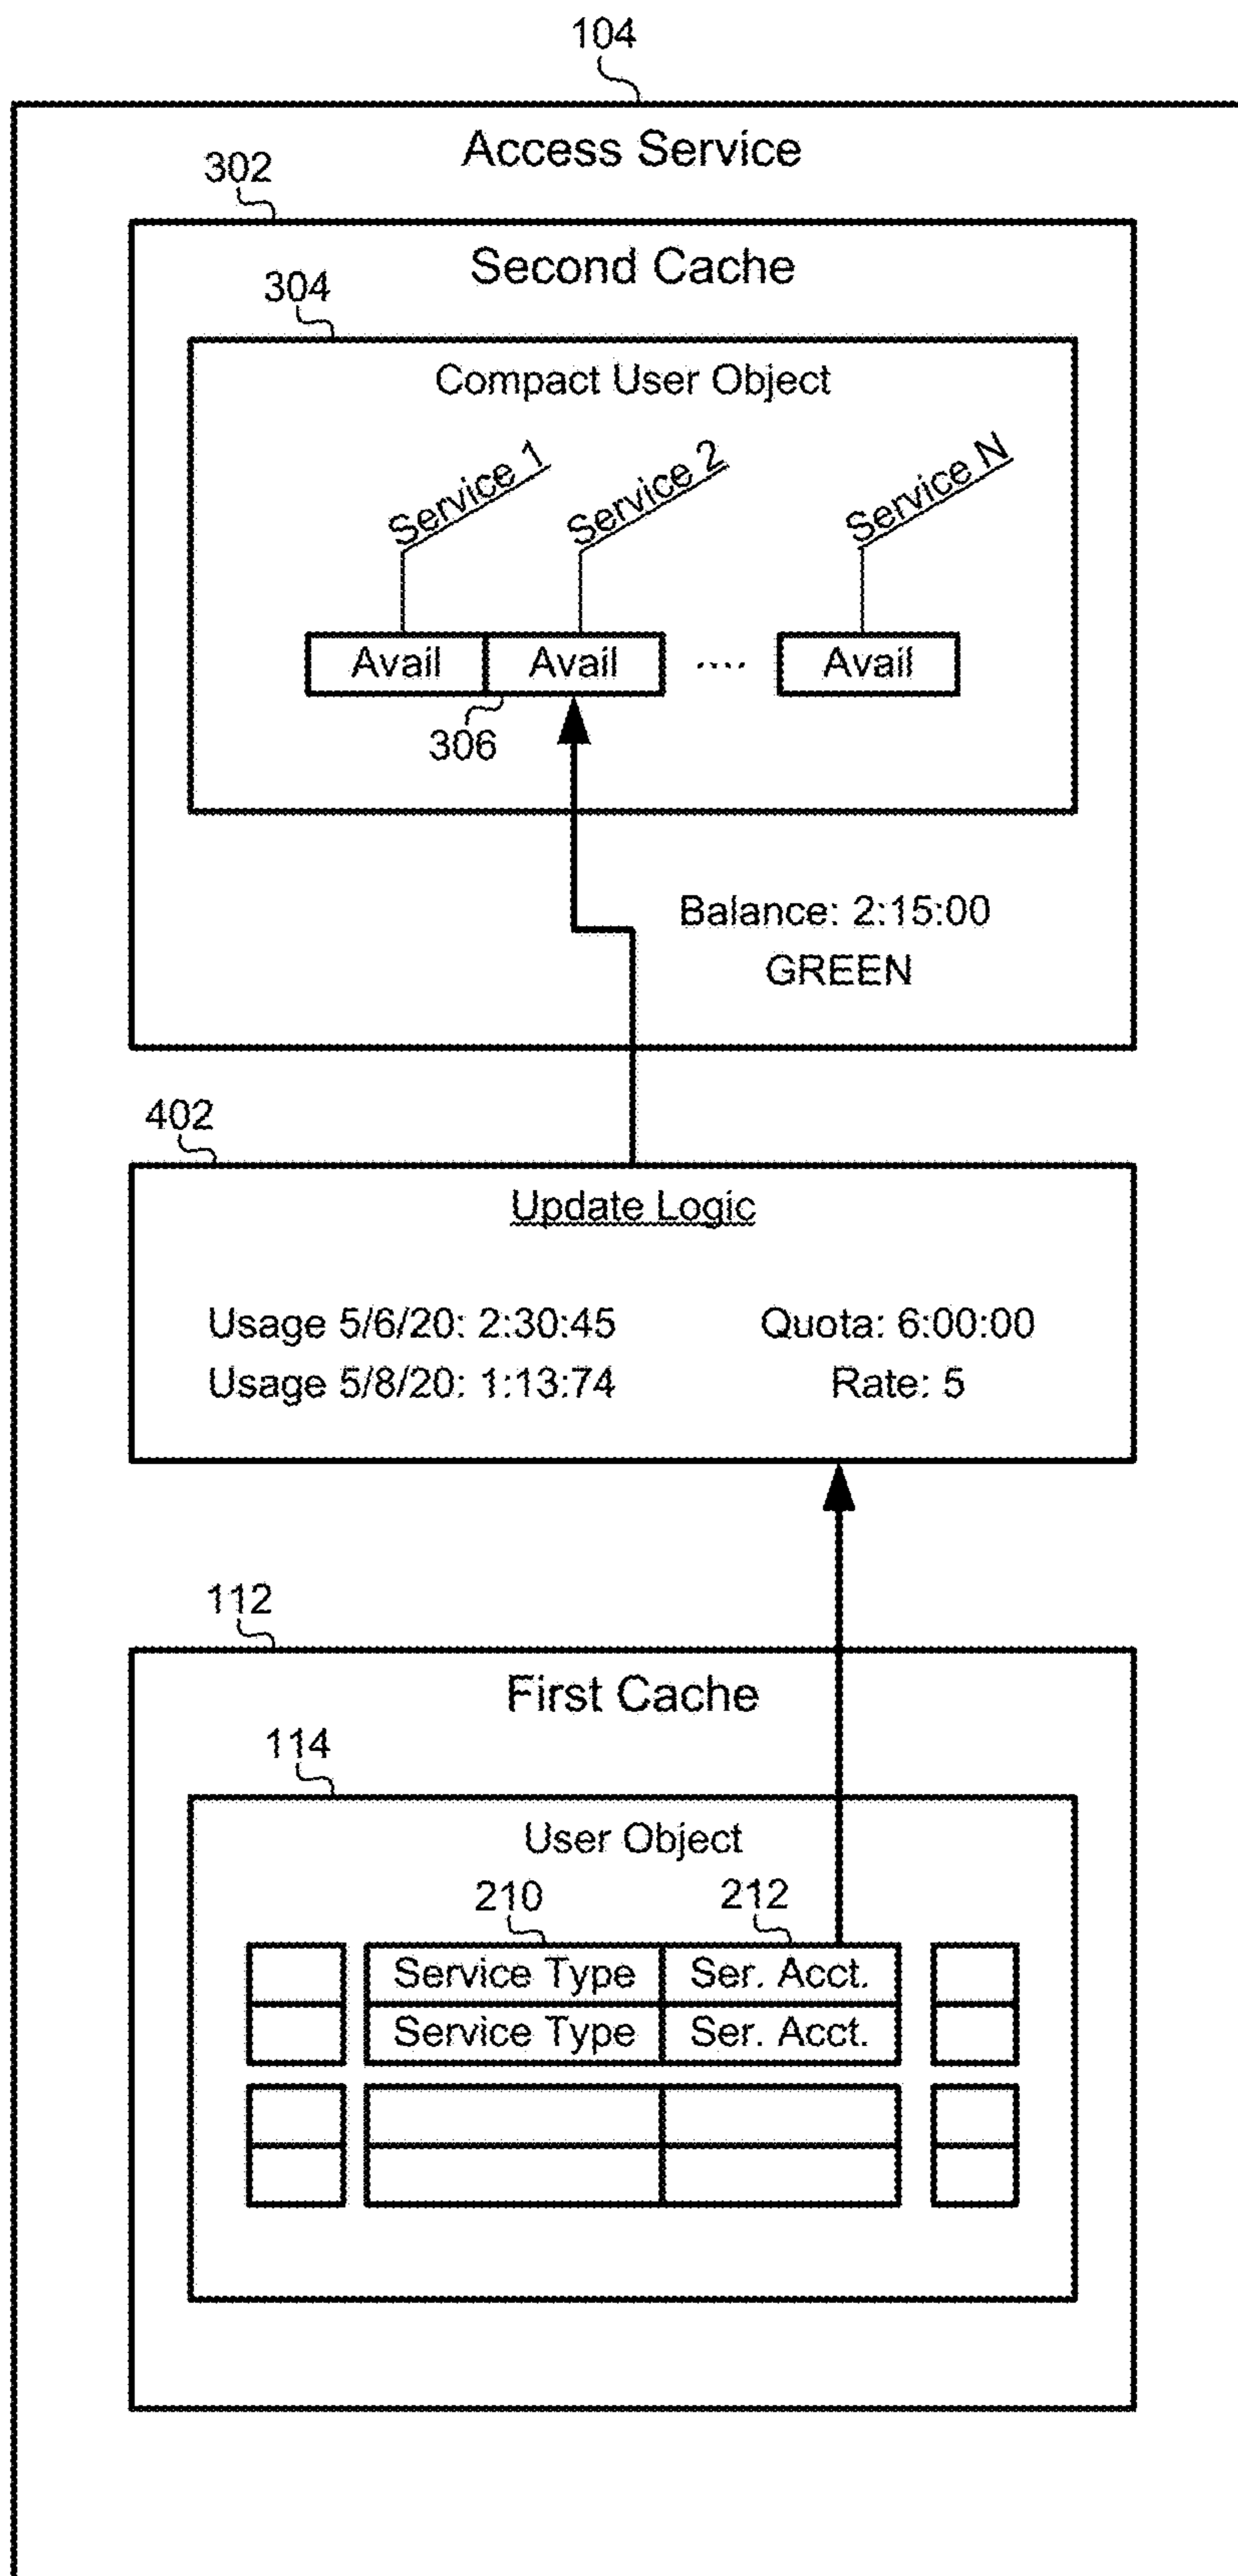 104
Access Service
302
Second Cache
304
Compact User Object
Service 1
Service 2
Service N
Avail
Avail
....
Avail
306
Balance: 2:15:00
GREEN
402
Update Logic
Usage 5/6/20: 2:30:45
Quota: 6:00:00
Usage 5/8/20: 1:13:74
Rate: 5
112
First Cache
114
User Object
210
212
Service Type
Ser. Acct.
Service Type
Ser. Acct.